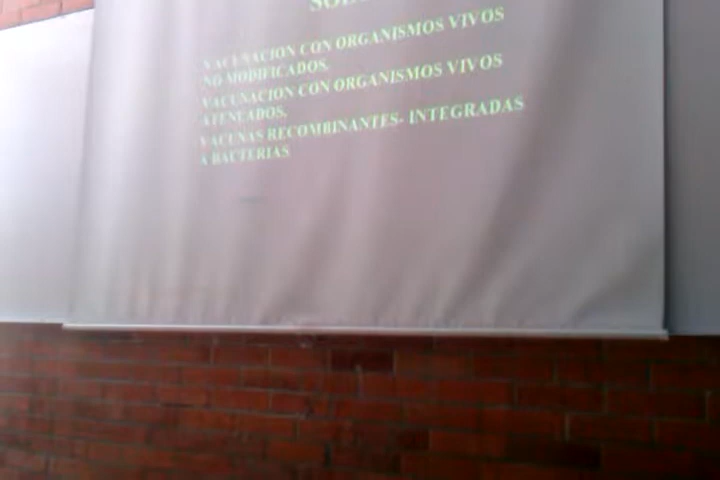 VACUNACION CON ORGANISMOS VIVOS
NO MODIFICADOS.
VACUNACION CON ORGANISMOS VIVOS
ATENUADOS.
VACUNAS RECOMBINANTES- INTEGRADAS
A BACTERIAS